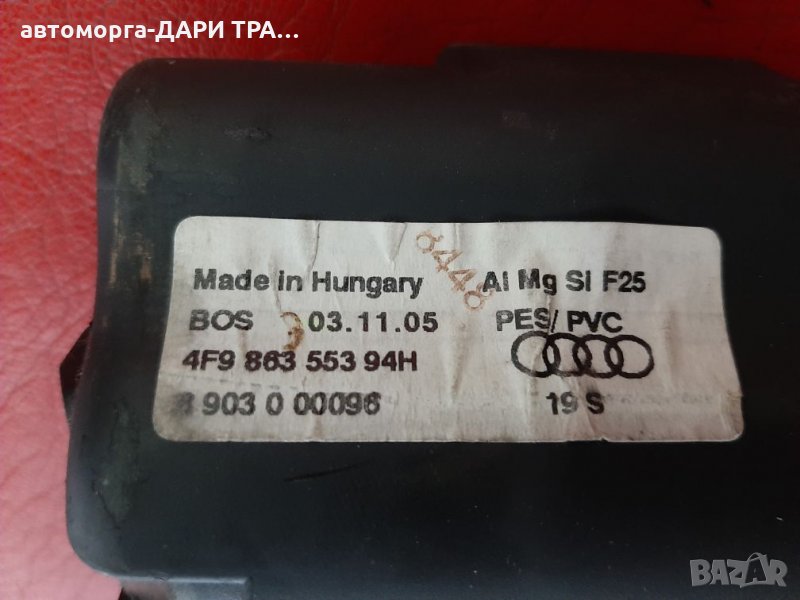 автоморга-ДАРИ ТРА...
6448
Made in Hungary Al Mg Si F25
BOS 03.11.05 PES/ PVC
4F9 863 553 94H
8 903 0 00096 19 S
BAZAR